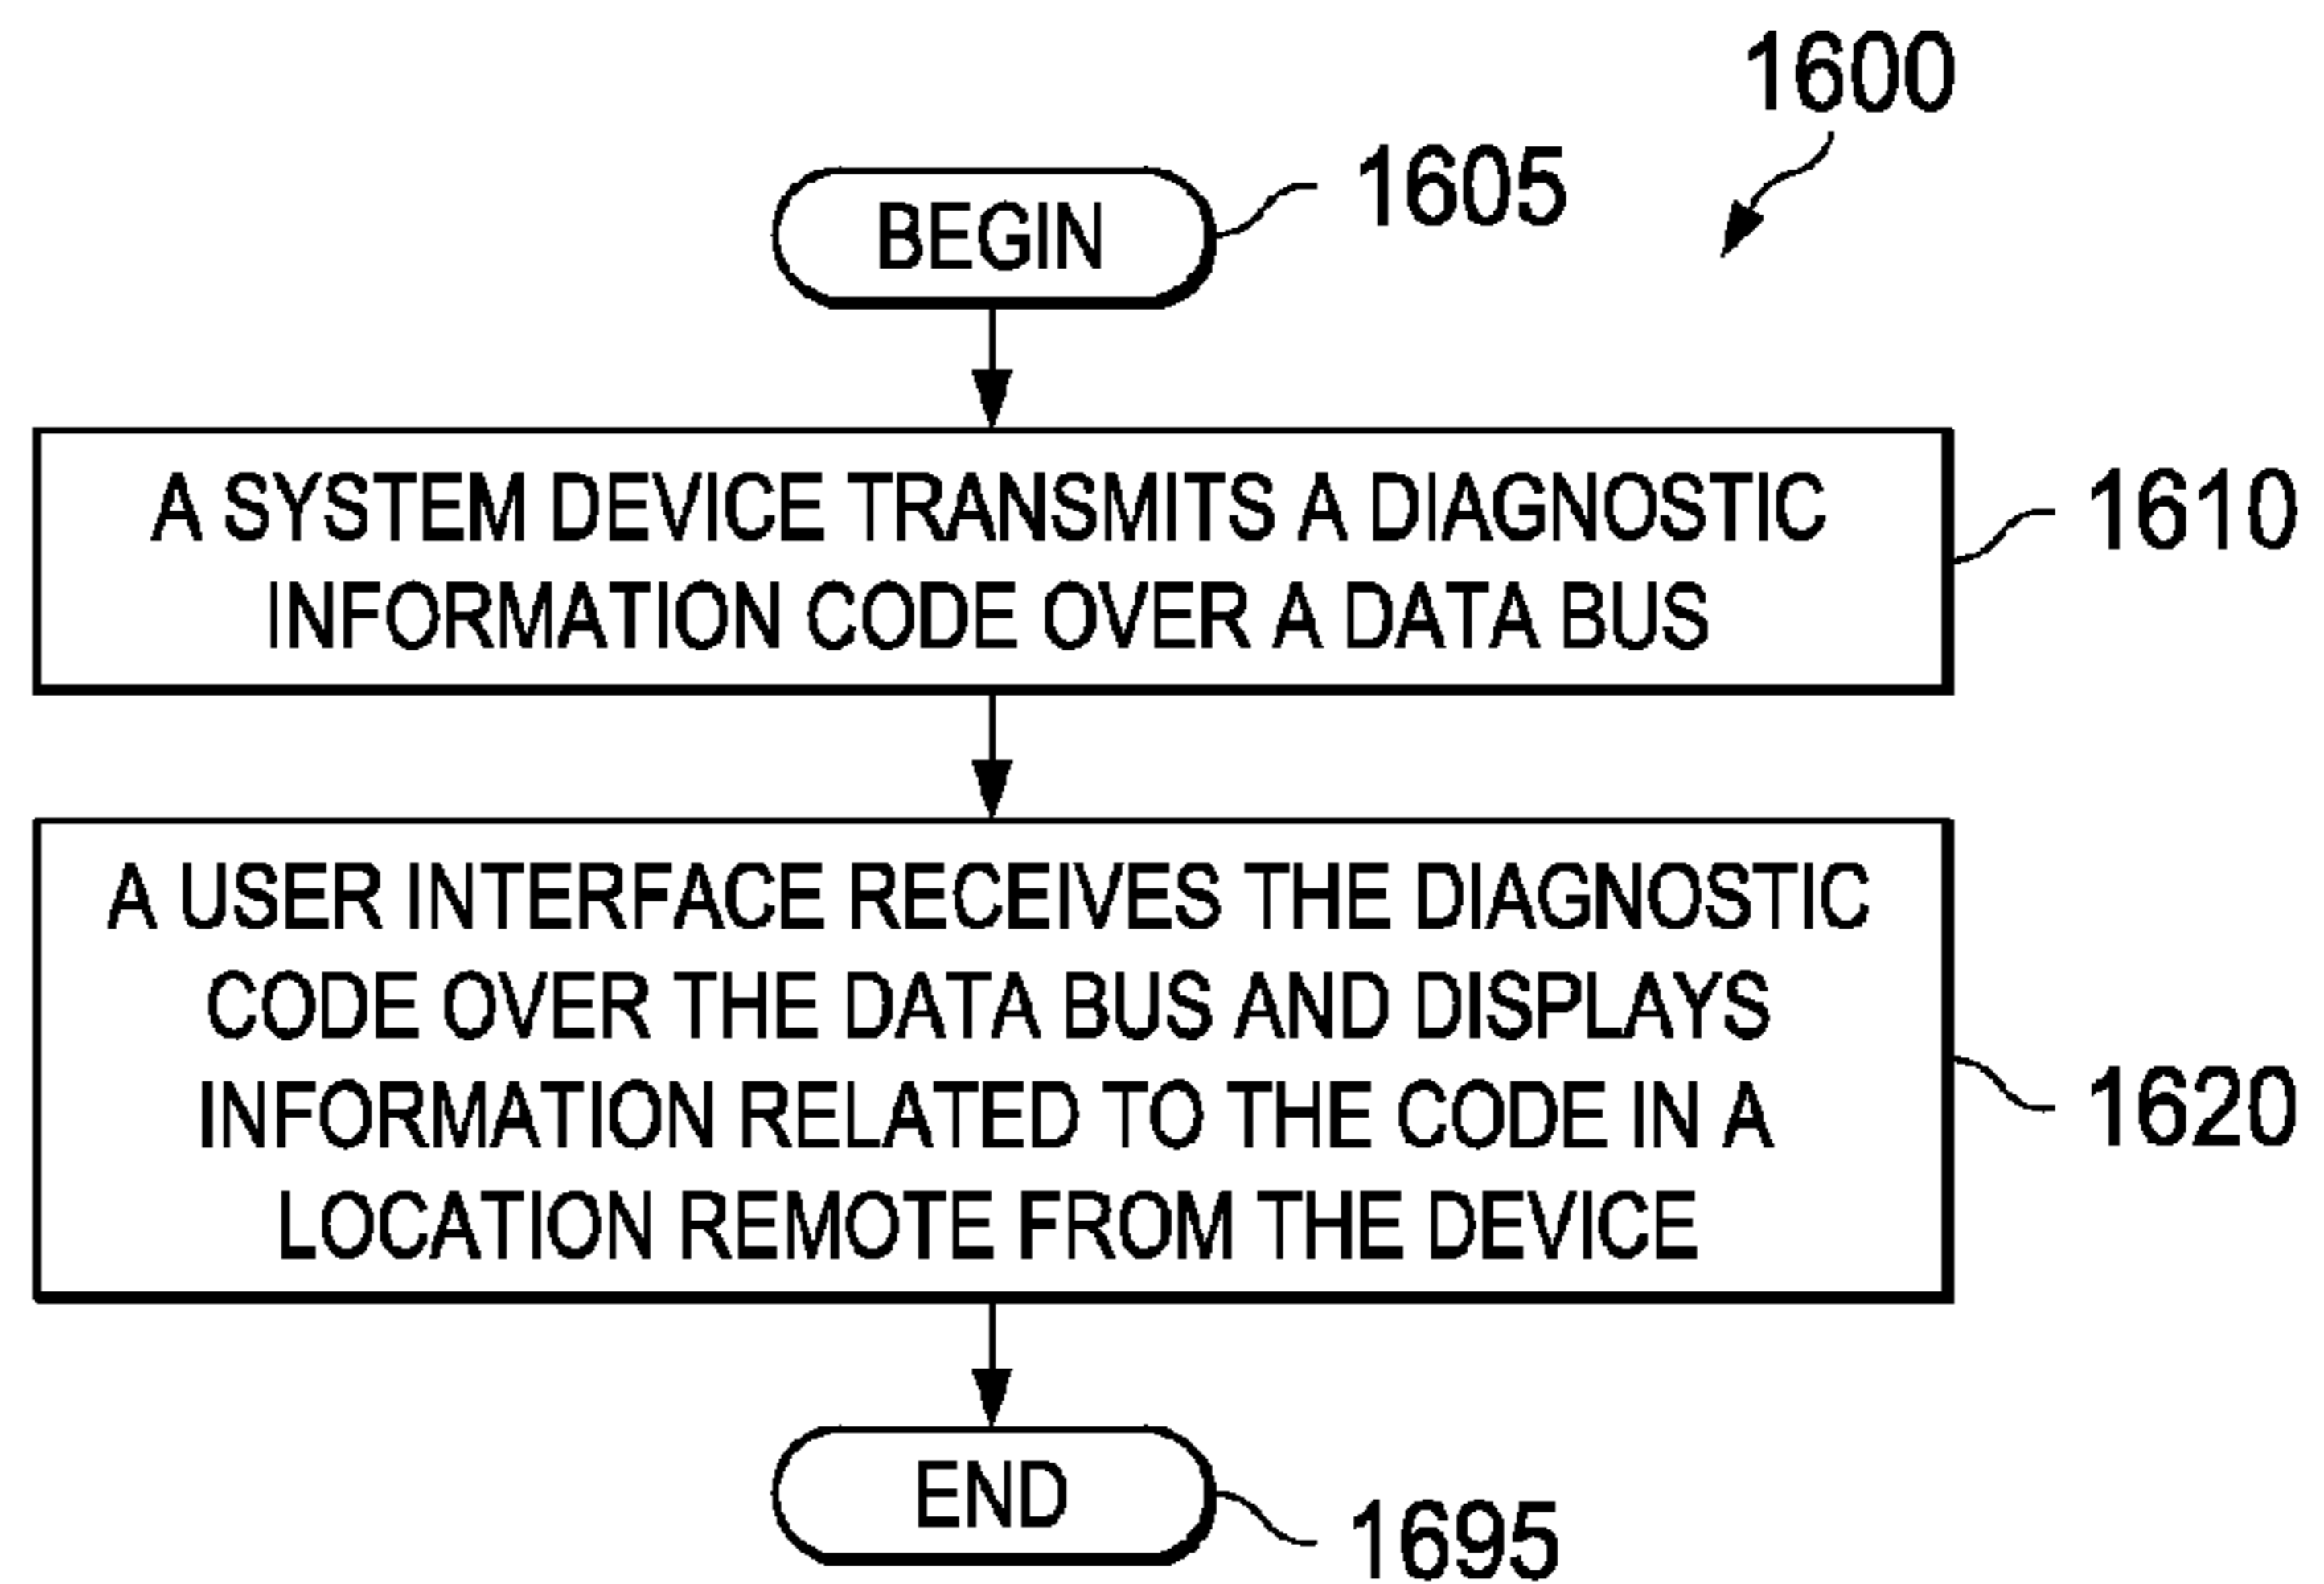 1600
BEGIN
1605
A SYSTEM DEVICE TRANSMITS A DIAGNOSTIC
INFORMATION CODE OVER A DATA BUS
1610
A USER INTERFACE RECEIVES THE DIAGNOSTIC
CODE OVER THE DATA BUS AND DISPLAYS
INFORMATION RELATED TO THE CODE IN A
LOCATION REMOTE FROM THE DEVICE
1620
END
1695